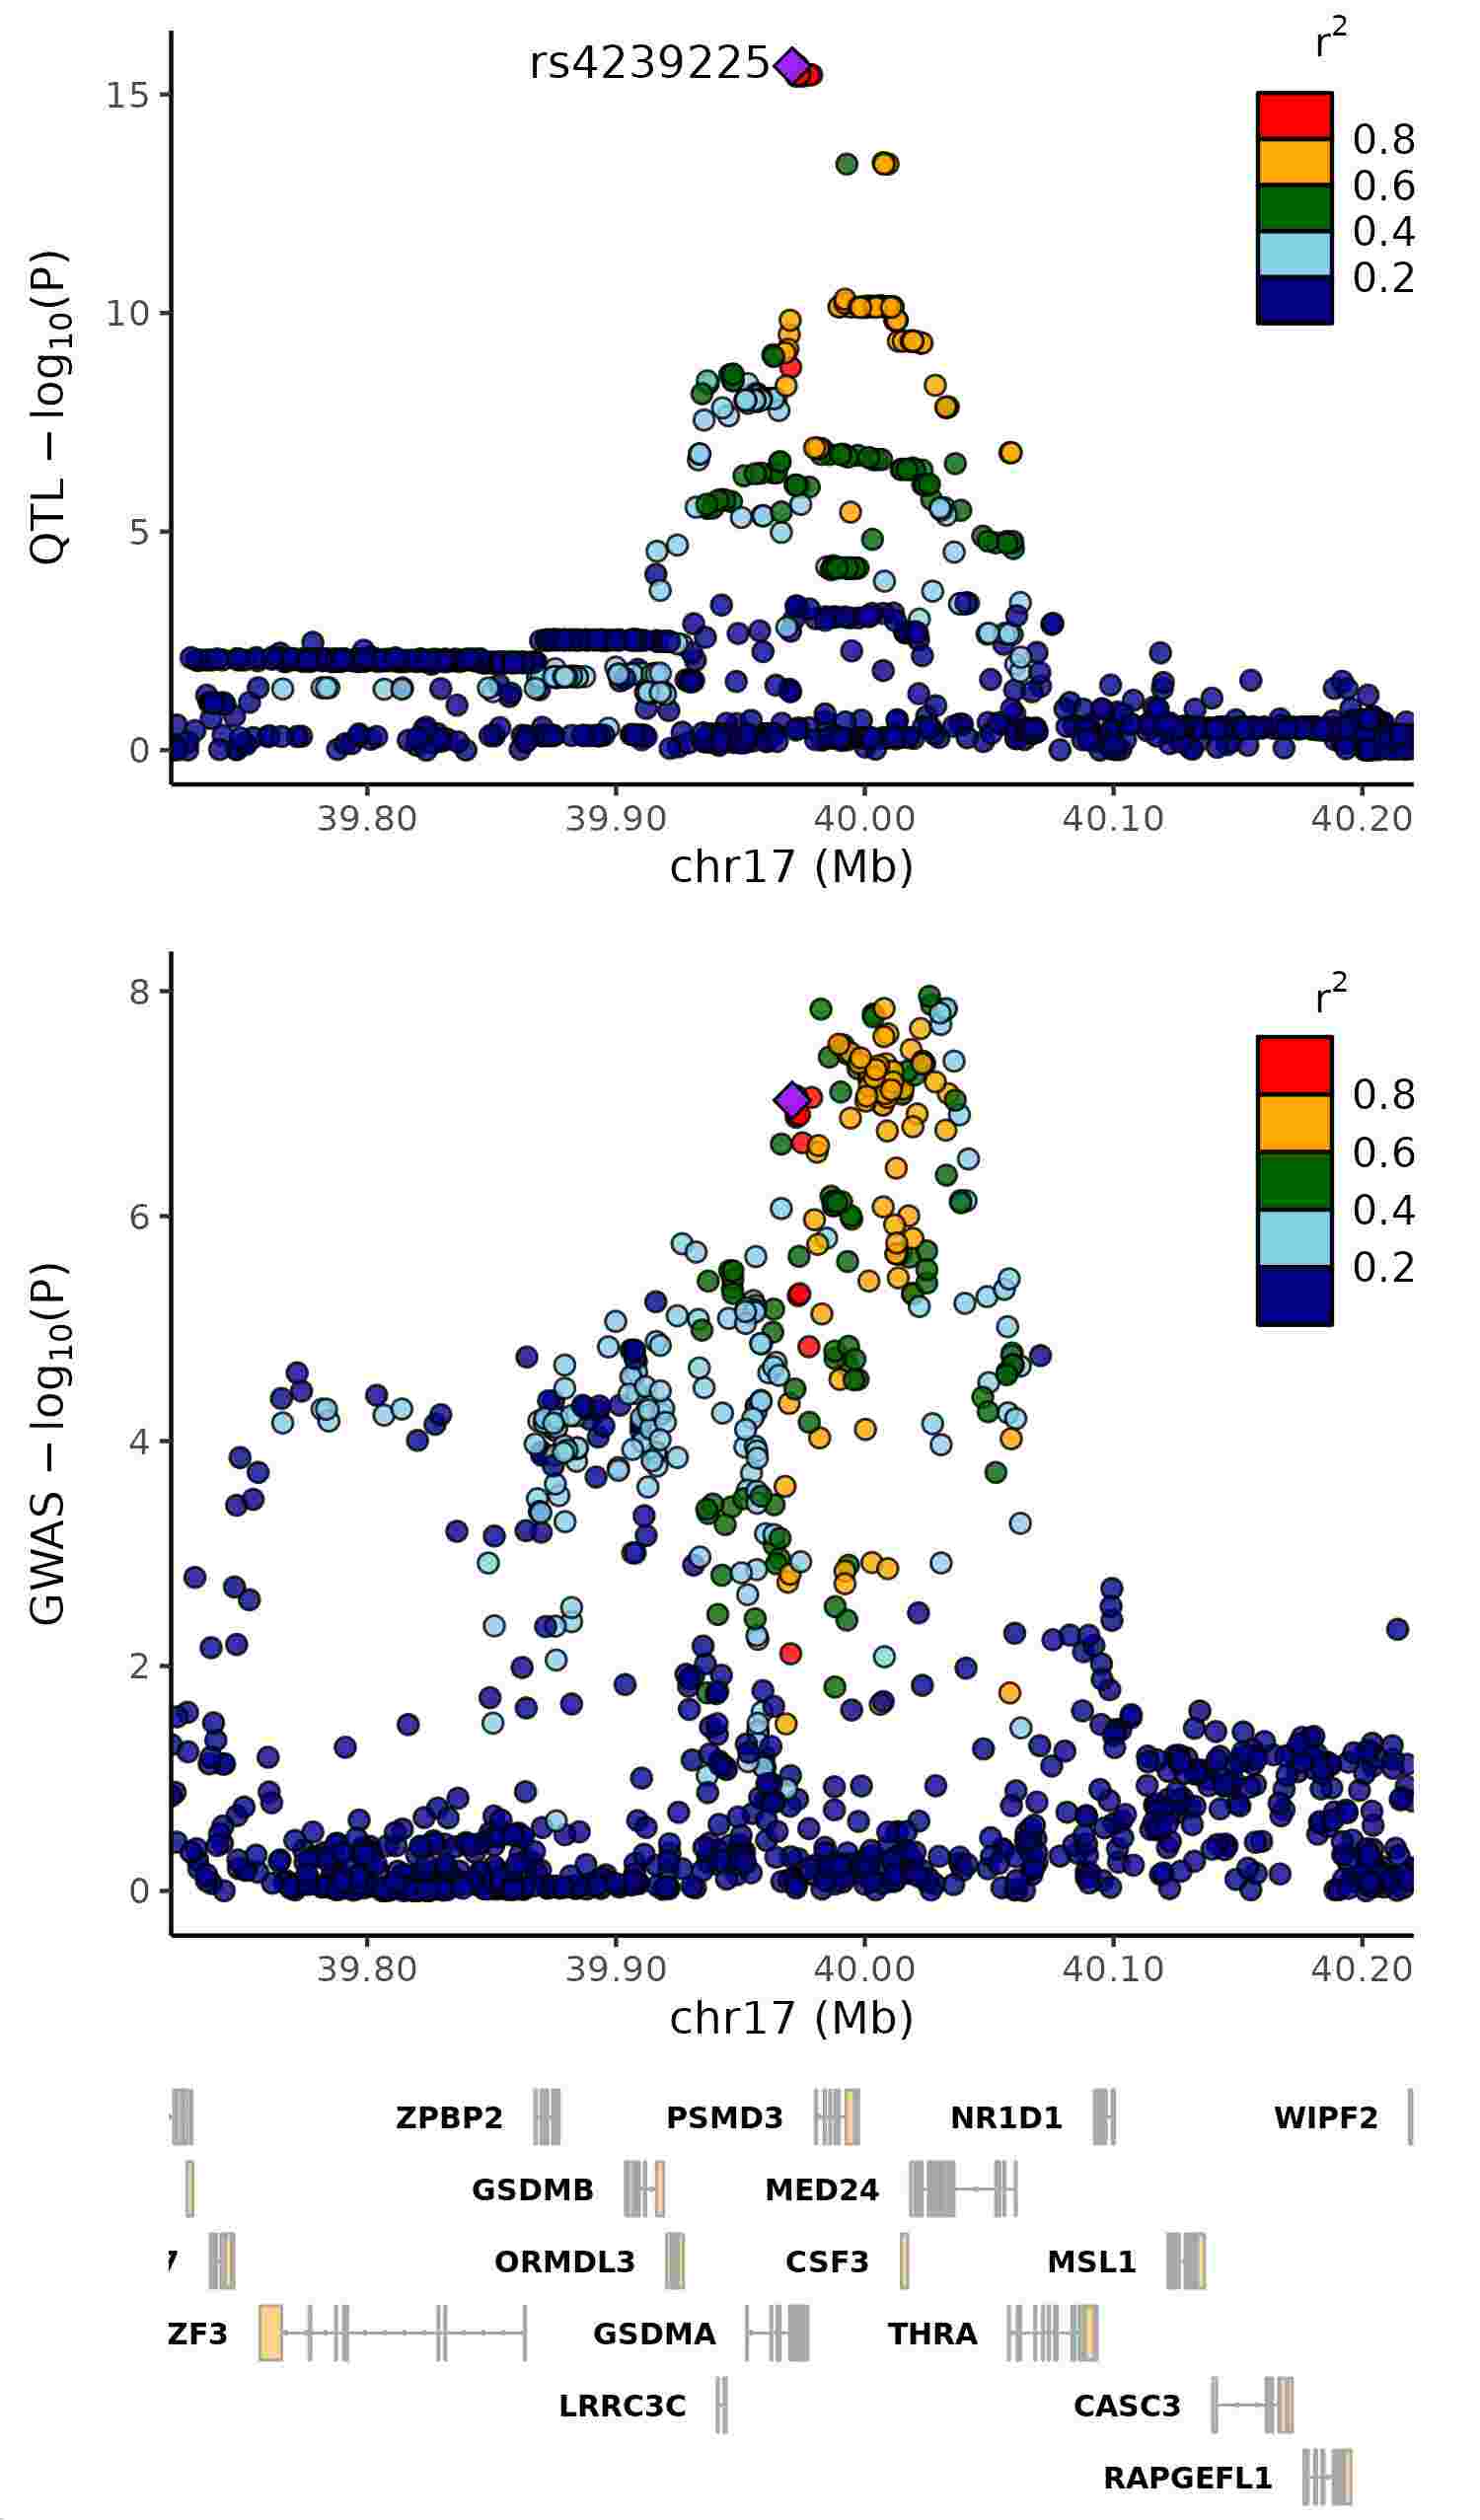 r²
rs4239225
15
10
5
0
0.8
0.6
0.4
0.2
QTL −log₁₀(P)
39.80 39.90 40.00 40.10 40.20
chr17 (Mb)
r²
8
6
4
2
0
0.8
0.6
0.4
0.2
GWAS −log₁₀(P)
39.80 39.90 40.00 40.10 40.20
chr17 (Mb)
ZPBP2 PSMD3 NR1D1 WIPF2
GSDMB MED24
7 ORMDL3 CSF3 MSL1
ZF3 GSDMA THRA
LRRC3C CASC3
RAPGEFL1